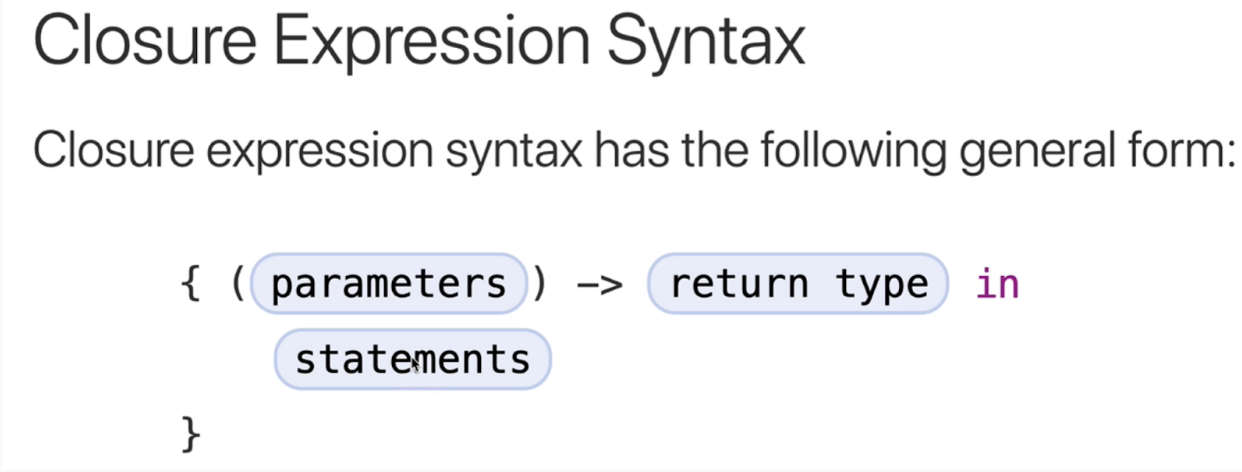 Closure Expression Syntax
Closure expression syntax has the following general form:
{ (parameters) -> return type in
statements
}